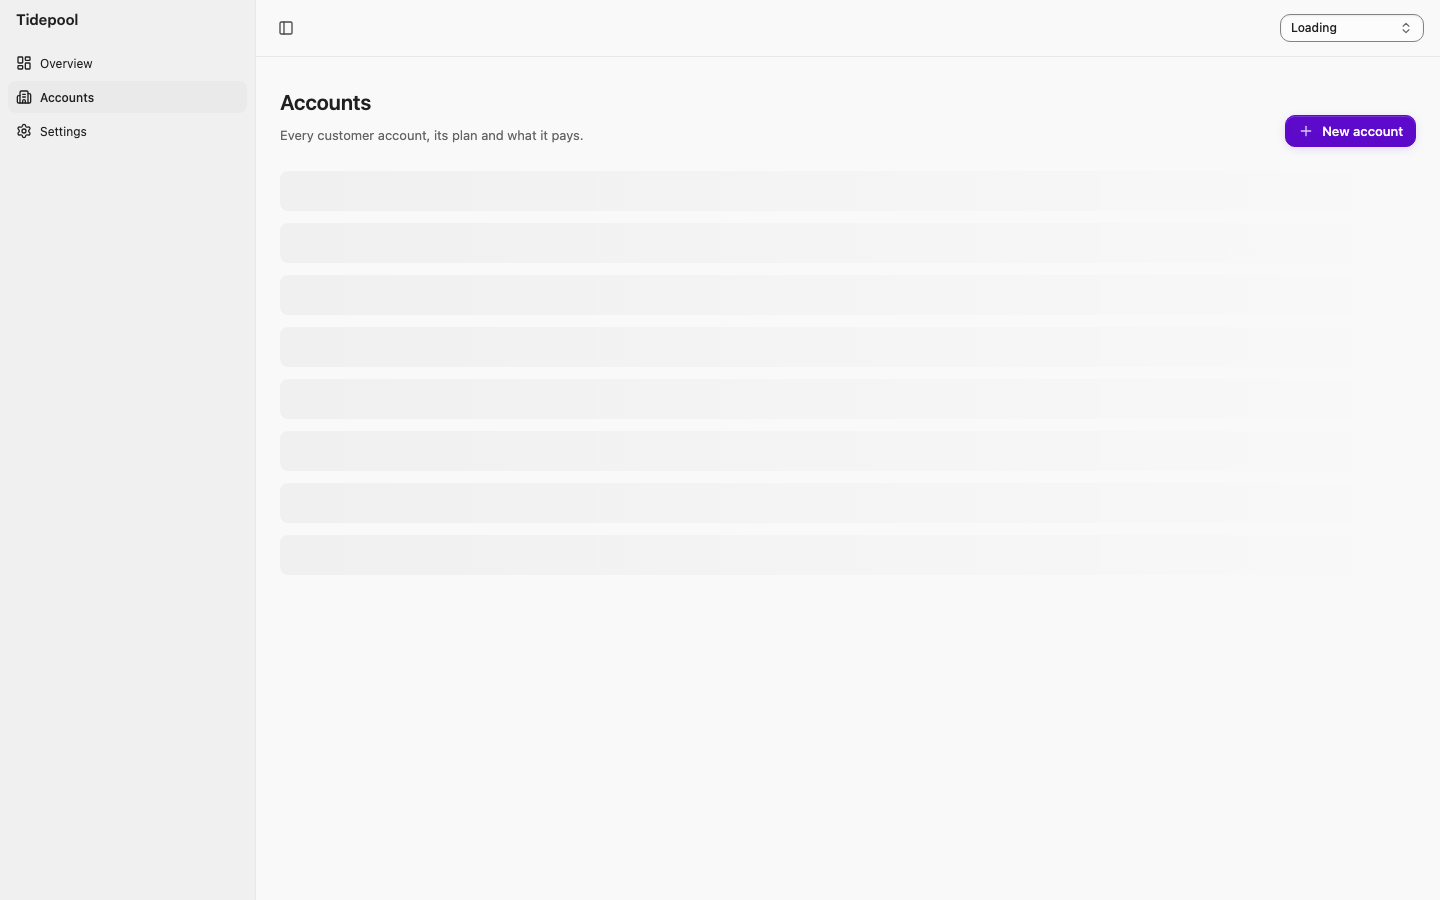 Tidepool
Overview
Accounts
Settings
Loading
Accounts
Every customer account, its plan and what it pays.
New account